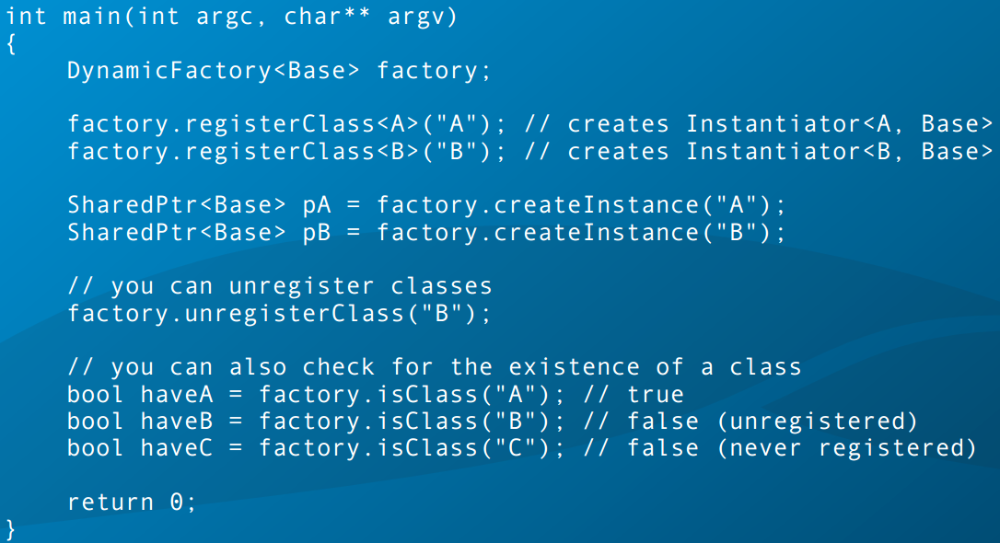 int main(int argc, char** argv)
{
    DynamicFactory<Base> factory;

    factory.registerClass<A>("A"); // creates Instantiator<A, Base>
    factory.registerClass<B>("B"); // creates Instantiator<B, Base>

    SharedPtr<Base> pA = factory.createInstance("A");
    SharedPtr<Base> pB = factory.createInstance("B");

    // you can unregister classes
    factory.unregisterClass("B");

    // you can also check for the existence of a class
    bool haveA = factory.isClass("A"); // true
    bool haveB = factory.isClass("B"); // false (unregistered)
    bool haveC = factory.isClass("C"); // false (never registered)

    return 0;
}